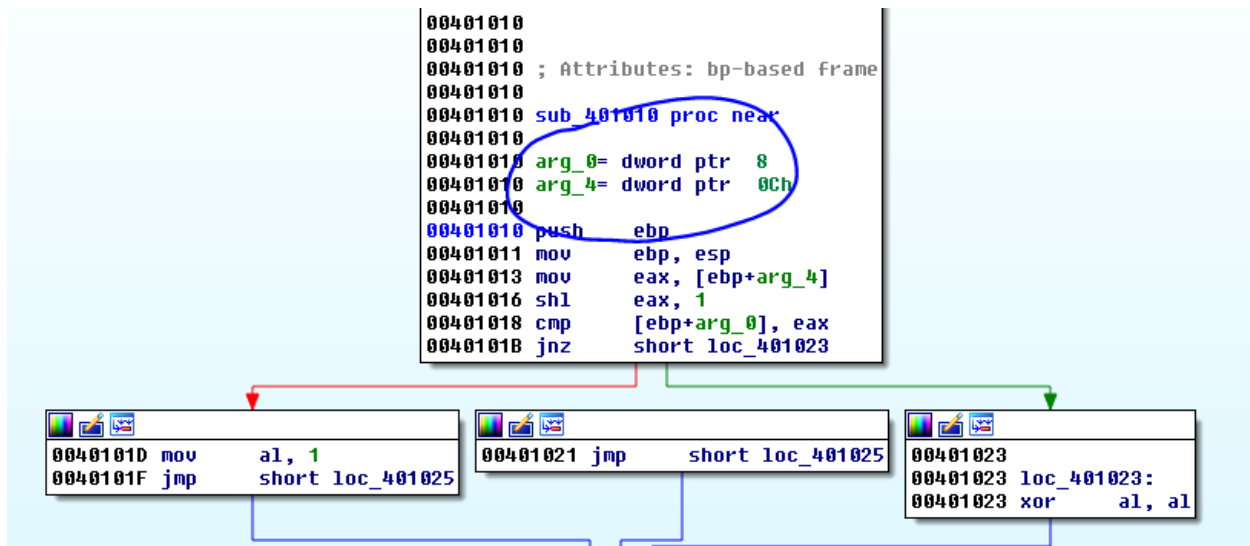 00401010
00401010
00401010 ; Attributes: bp-based frame
00401010
00401010 sub_401010 proc near
00401010
00401010 arg_0= dword ptr  8
00401010 arg_4= dword ptr  0Ch
00401010
00401010 push    ebp
00401011 mov     ebp, esp
00401013 mov     eax, [ebp+arg_4]
00401016 shl     eax, 1
00401018 cmp     [ebp+arg_0], eax
0040101B jnz     short loc_401023
0040101D mov     al, 1
0040101F jmp     short loc_401025
00401021 jmp     short loc_401025
00401023
00401023 loc_401023:
00401023 xor     al, al